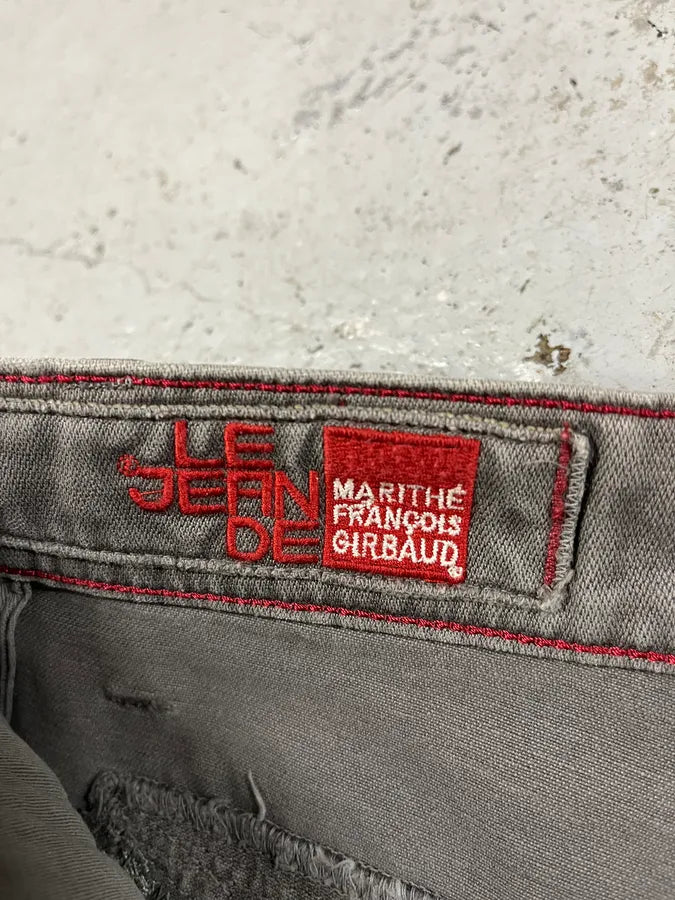 LE
JEAN
DE
MARITHÉ
FRANÇOIS
GIRBAUD